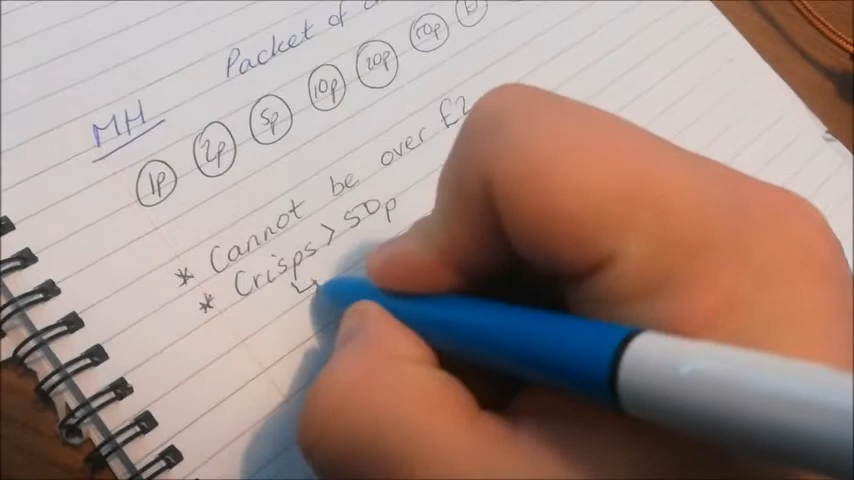 Packet of
MH
1p 2p 5p 10p 20p 50p
* Cannot be over £2
* Crisps > 50p